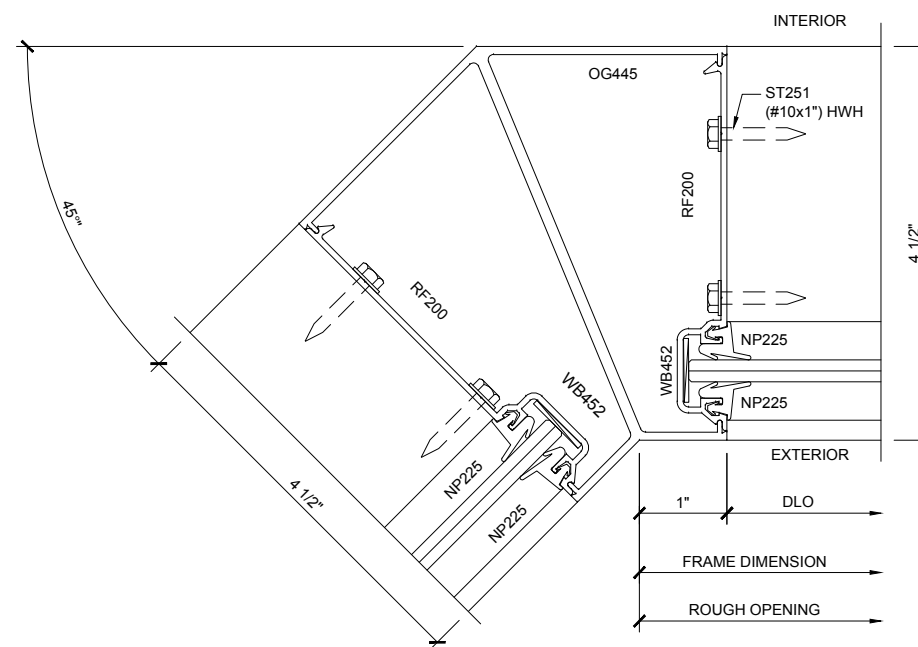 INTERIOR
OG445
ST251
(#10x1") HWH
RF200
4 1/2"
45°"
RF200
NP225
WB452
WB452
NP225
EXTERIOR
NP225
NP225
4 1/2"
1"
DLO
FRAME DIMENSION
ROUGH OPENING